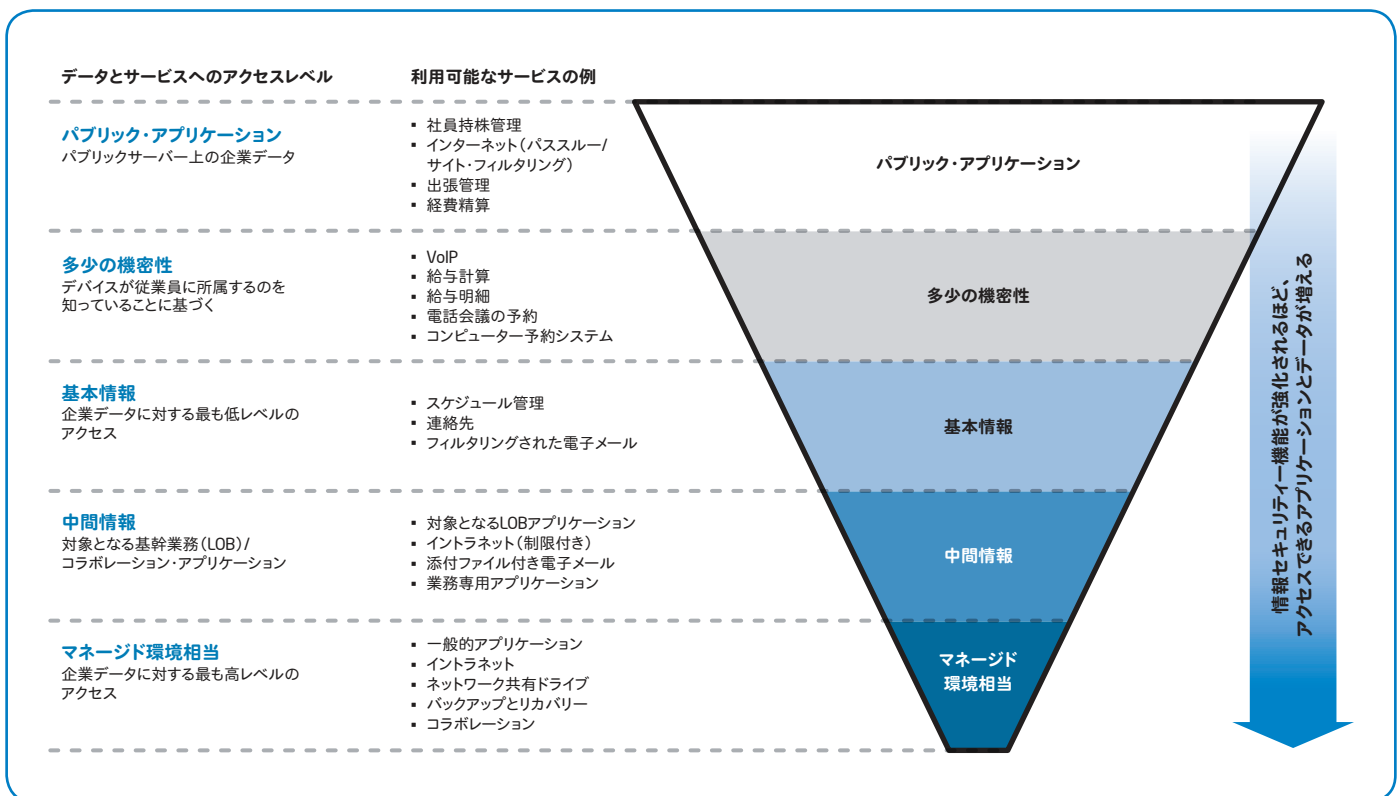 データとサービスへのアクセスレベル
利用可能なサービスの例
パブリック・アプリケーション
パブリックサーバー上の企業データ
▪ 社員持株管理
▪ インターネット（パススルー/
サイト・フィルタリング）
▪ 出張管理
▪ 経費精算
パブリック・アプリケーション
多少の機密性
デバイスが従業員に所属するのを
知っていることに基づく
▪ VoIP
▪ 給与計算
▪ 給与明細
▪ 電話会議の予約
▪ コンピューター予約システム
多少の機密性
基本情報
企業データに対する最も低レベルの
アクセス
▪ スケジュール管理
▪ 連絡先
▪ フィルタリングされた電子メール
基本情報
中間情報
対象となる基幹業務（LOB）/
コラボレーション・アプリケーション
▪ 対象となるLOBアプリケーション
▪ イントラネット（制限付き）
▪ 添付ファイル付き電子メール
▪ 業務専用アプリケーション
中間情報
マネージド環境相当
企業データに対する最も高レベルの
アクセス
▪ 一般的アプリケーション
▪ イントラネット
▪ ネットワーク共有ドライブ
▪ バックアップとリカバリー
▪ コラボレーション
マネージド
環境相当
情報セキュリティー機能が強化されるほど、
アクセスできるアプリケーションとデータが増える